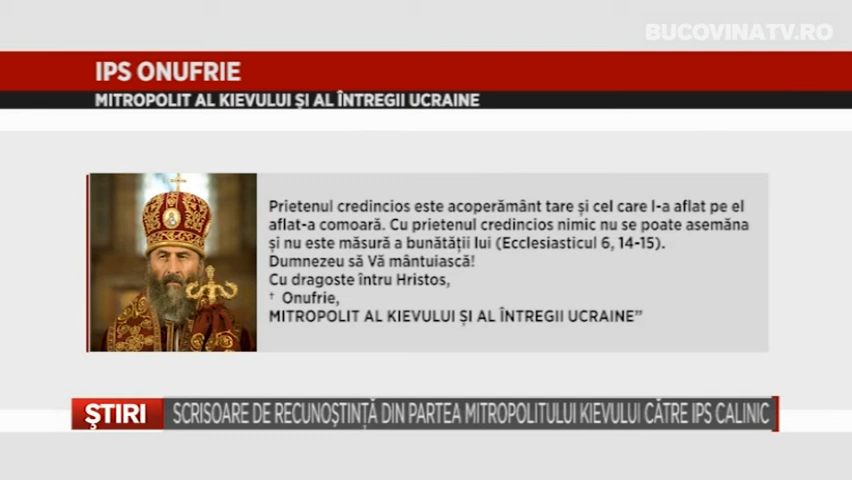 BUCOVINATV.RO
IPS ONUFRIE
MITROPOLIT AL KIEVULUI ȘI AL ÎNTREGII UCRAINE
Prietenul credincios este acoperământ tare și cel care l-a aflat pe el
aflat-a comoară. Cu prietenul credincios nimic nu se poate asemăna
și nu este măsură a bunătății lui (Ecclesiasticul 6, 14-15).
Dumnezeu să Vă mântuiască!
Cu dragoste întru Hristos,
† Onufrie,
MITROPOLIT AL KIEVULUI ȘI AL ÎNTREGII UCRAINE”
ȘTIRI
SCRISOARE DE RECUNOȘTINȚĂ DIN PARTEA MITROPOLITULUI KIEVULUI CĂTRE IPS CALINIC